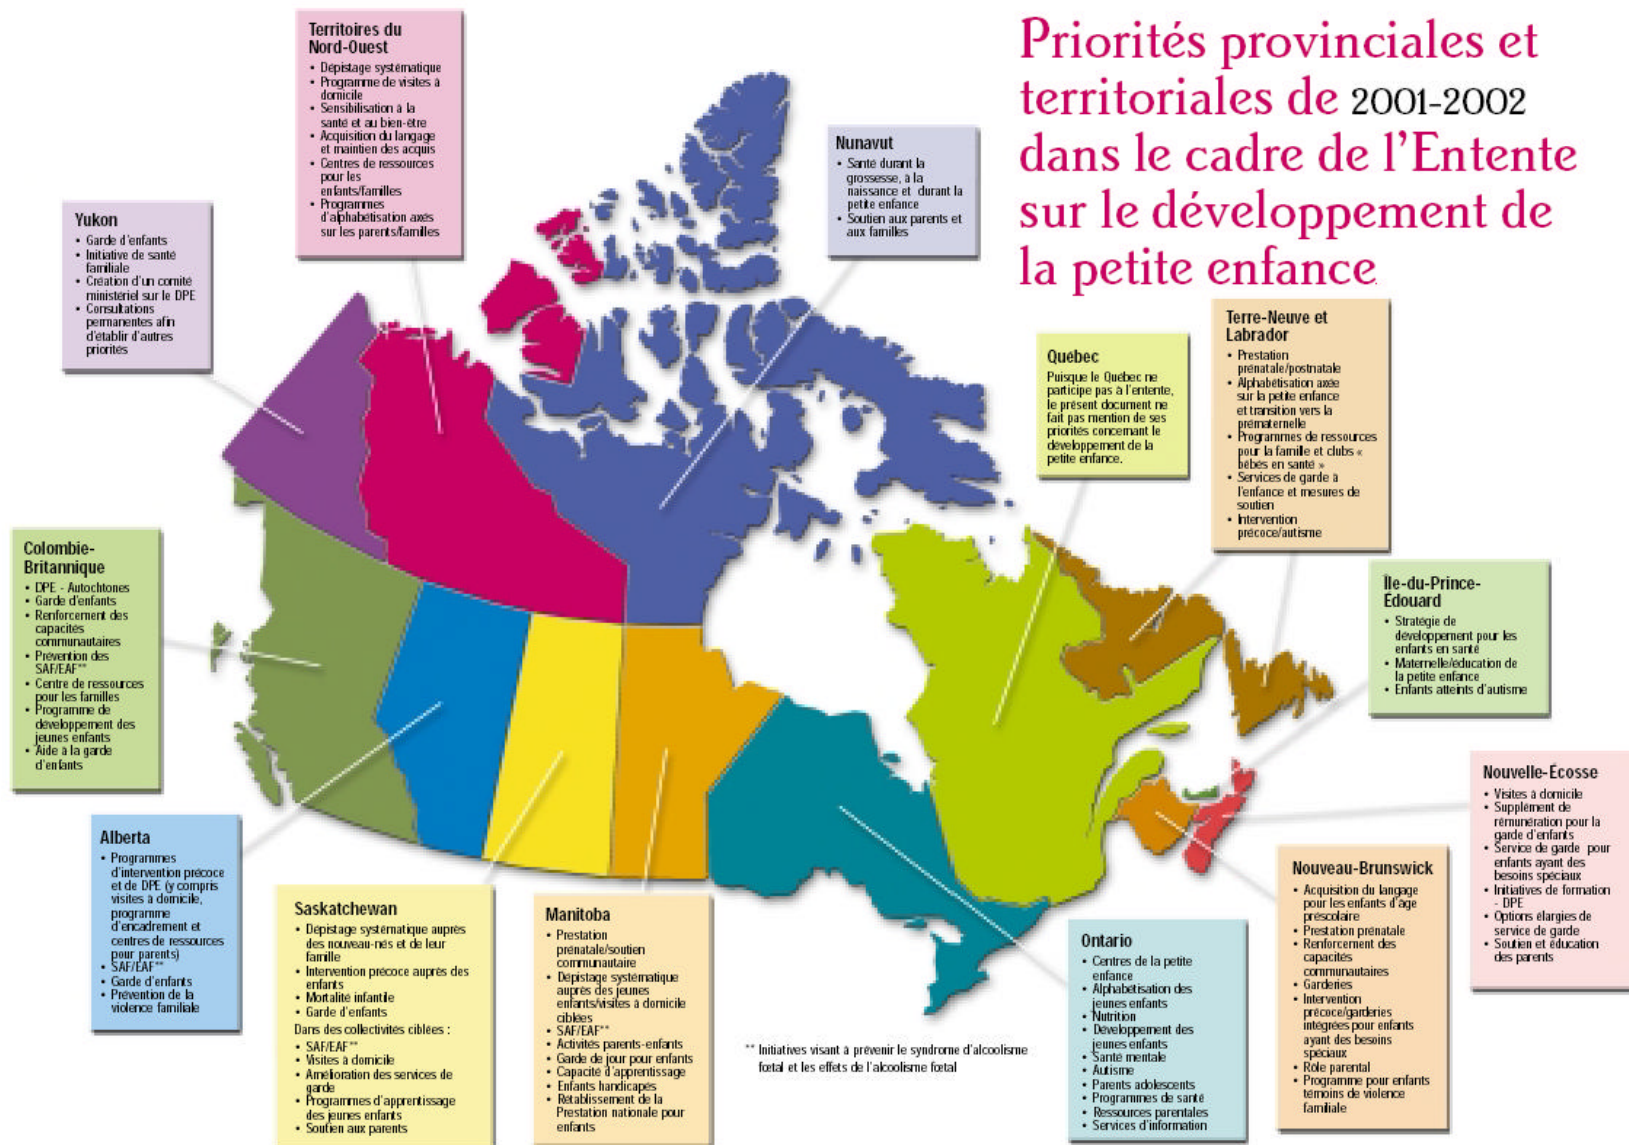 Priorités provinciales et
territoriales de 2001-2002
dans le cadre de l'Entente
sur le développement de
la petite enfance
Territoires du
Nord-Ouest
• Dépistage systématique
• Programme de visites à
domicile
• Sensibilisation à la
santé et au bien-être
• Acquisition du langage
et maintien des acquis
• Centres de ressources
pour les
enfants/familles
• Programmes
d'alphabétisation axés
sur les parents/familles
Nunavut
• Santé durant la
grossesse, à la
naissance et durant la
petite enfance
• Soutien aux parents et
aux familles
Yukon
• Garde d'enfants
• Initiative de santé
familiale
• Création d'un comité
ministériel sur le DPE
• Consultations
permanentes afin
d'établir d'autres
priorités
Québec
Puisque le Québec ne
participe pas à l'entente,
le présent document ne
fait pas mention de ses
priorités concernant le
développement de la
petite enfance.
Terre-Neuve et
Labrador
• Prestation
prénatale/postnatale
• Alphabétisation axée
sur la petite enfance
et transition vers la
prématernelle
• Programmes de ressources
pour la famille et clubs «
bébés en santé »
• Services de garde à
l'enfance et mesures de
soutien
• Intervention
précoce/autisme
Colombie-
Britannique
• DPE - Autochtones
• Garde d'enfants
• Renforcement des
capacités
communautaires
• Prévention des
SAF/EAF**
• Centre de ressources
pour les familles
• Programme de
développement des
jeunes enfants
• Aide à la garde
d'enfants
Île-du-Prince-
Édouard
• Stratégie de
développement pour les
enfants en santé
• Maternelle/éducation de
la petite enfance
• Enfants atteints d'autisme
Nouvelle-Écosse
• Visites à domicile
• Supplément de
rémunération pour la
garde d'enfants
• Service de garde pour
enfants ayant des
besoins spéciaux
• Initiatives de formation
- DPE
• Options élargies de
service de garde
• Soutien et éducation
des parents
Alberta
• Programmes
d'intervention précoce
et de DPE (y compris
visites à domicile,
programme
d'encadrement et
centres de ressources
pour parents)
• SAF/EAF**
• Garde d'enfants
• Prévention de la
violence familiale
Saskatchewan
• Dépistage systématique auprès
des nouveau-nés et de leur
famille
• Intervention précoce auprès des
enfants
• Mortalité infantile
• Garde d'enfants
Dans des collectivités ciblées :
• SAF/EAF**
• Visites à domicile
• Amélioration des services de
garde
• Programmes d'apprentissage
des jeunes enfants
• Soutien aux parents
Manitoba
• Prestation
prénatale/soutien
communautaire
• Dépistage systématique
auprès des jeunes
enfants/visites à domicile
ciblées
• SAF/EAF**
• Activités parents-enfants
• Garde de jour pour enfants
• Capacité d'apprentissage
• Enfants handicapés
• Rétablissement de la
Prestation nationale pour
enfants
** Initiatives visant à prévenir le syndrome d'alcoolisme
fœtal et les effets de l'alcoolisme fœtal
Ontario
• Centres de la petite
enfance
• Alphabétisation des
jeunes enfants
• Nutrition
• Développement des
jeunes enfants
• Santé mentale
• Autisme
• Parents adolescents
• Programmes de santé
• Ressources parentales
• Services d'information
Nouveau-Brunswick
• Acquisition du langage
pour les enfants d'âge
préscolaire
• Prestation prénatale
• Renforcement des
capacités
communautaires
• Garderies
• Intervention
précoce/garderies
intégrées pour enfants
ayant des besoins
spéciaux
• Rôle parental
• Programme pour enfants
témoins de violence
familiale